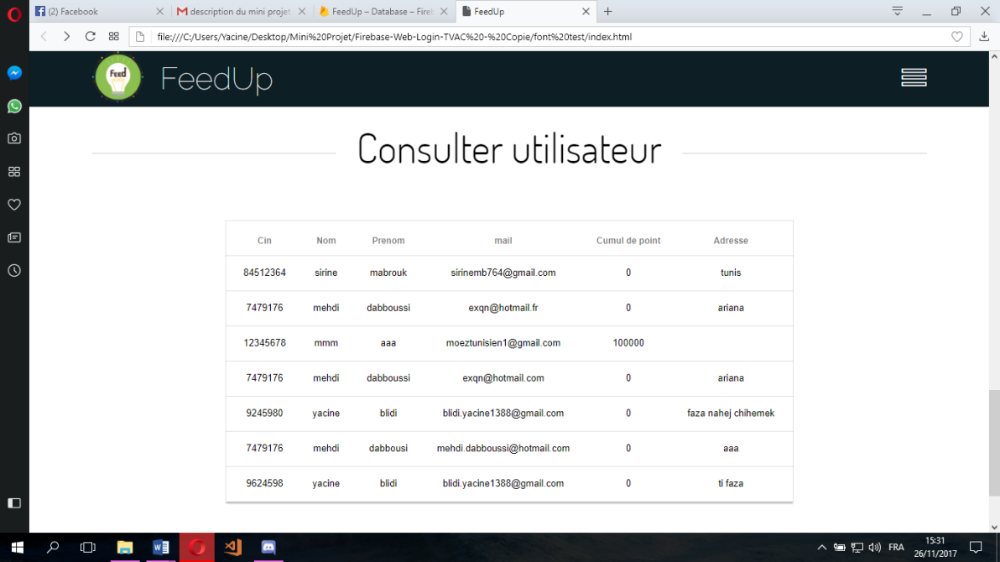 (2) Facebook
description du mini projet
FeedUp – Database – Fireb
FeedUp
file:///C:/Users/Yacine/Desktop/Mini%20Projet/Firebase-Web-Login-TVAC%20-%20Copie/font%20test/index.html
Feed
FeedUp
Consulter utilisateur
Cin Nom Prenom mail Cumul de point Adresse
84512364 sirine mabrouk sirinemb764@gmail.com 0 tunis
7479176 mehdi dabboussi exqn@hotmail.fr 0 ariana
12345678 mmm aaa moeztunisien1@gmail.com 100000
7479176 mehdi dabboussi exqn@hotmail.com 0 ariana
9245980 yacine blidi blidi.yacine1388@gmail.com 0 faza nahej chihemek
7479176 mehdi dabbousi mehdi.dabboussi@hotmail.com 0 aaa
9624598 yacine blidi blidi.yacine1388@gmail.com 0 ti faza
FRA
15:31
26/11/2017